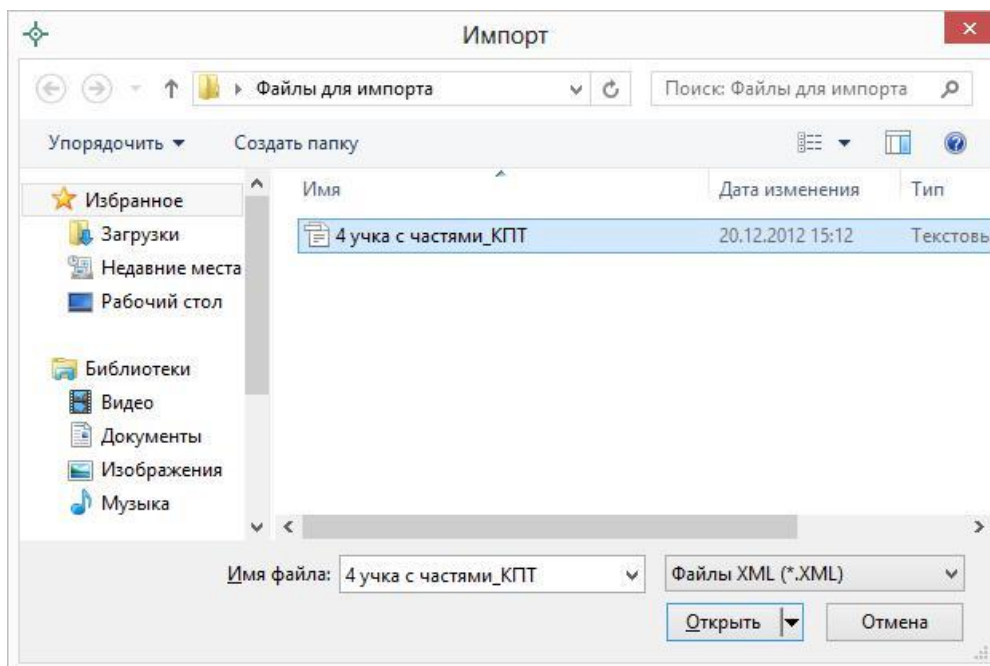 Импорт
Файлы для импорта
Поиск: Файлы для импорта
Упорядочить
Создать папку
Имя
Дата изменения
Тип
Избранное
Загрузки
Недавние места
Рабочий стол
Библиотеки
Видео
Документы
Изображения
Музыка
4 учка с частями_КПТ
20.12.2012 15:12
Текстовы
Имя файла:
4 учка с частями_КПТ
Файлы XML (*.XML)
Открыть
Отмена